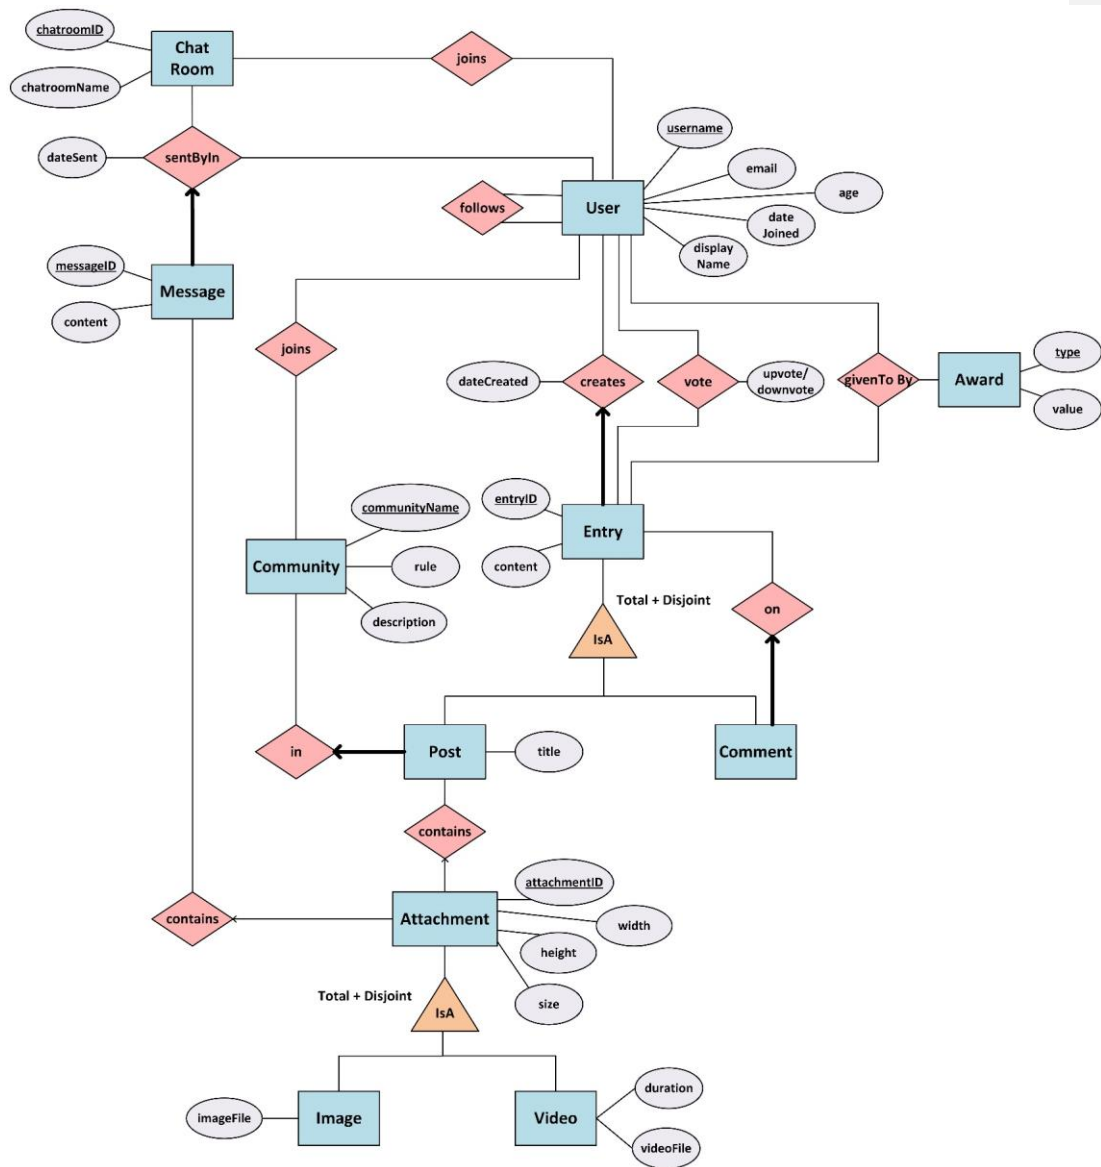 chatroomID
Chat
Room
joins
chatroomName
username
dateSent
sentByIn
email
age
follows
User
date
Joined
display
Name
messageID
Message
content
joins
upvote/
downvote
type
dateCreated
creates
vote
givenTo By
Award
value
entryID
communityName
Entry
content
Community
rule
Total + Disjoint
on
description
IsA
in
Post
title
Comment
contains
attachmentID
contains
Attachment
width
height
Total + Disjoint
size
IsA
duration
imageFile
Image
Video
videoFile